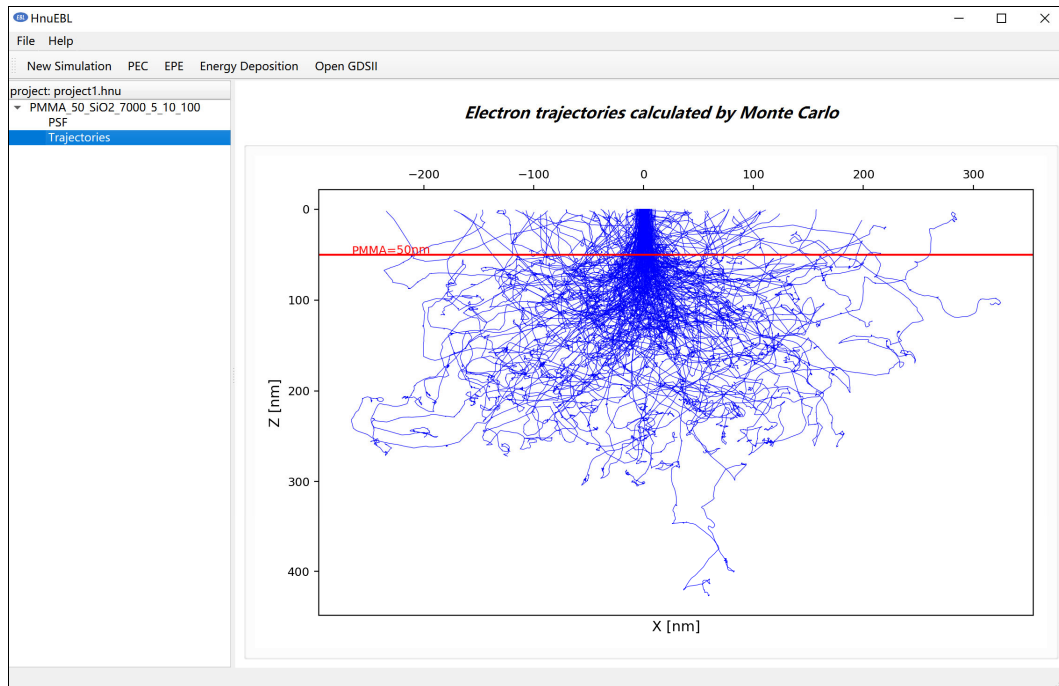 EBL HnuEBL
File Help
New Simulation PEC EPE Energy Deposition Open GDSII
project: project1.hnu
PMMA_50_SiO2_7000_5_10_100
PSF
Trajectories
Electron trajectories calculated by Monte Carlo
−200 −100 0 100 200 300
0
PMMA=50nm
100
200
300
400
Z [nm]
X [nm]